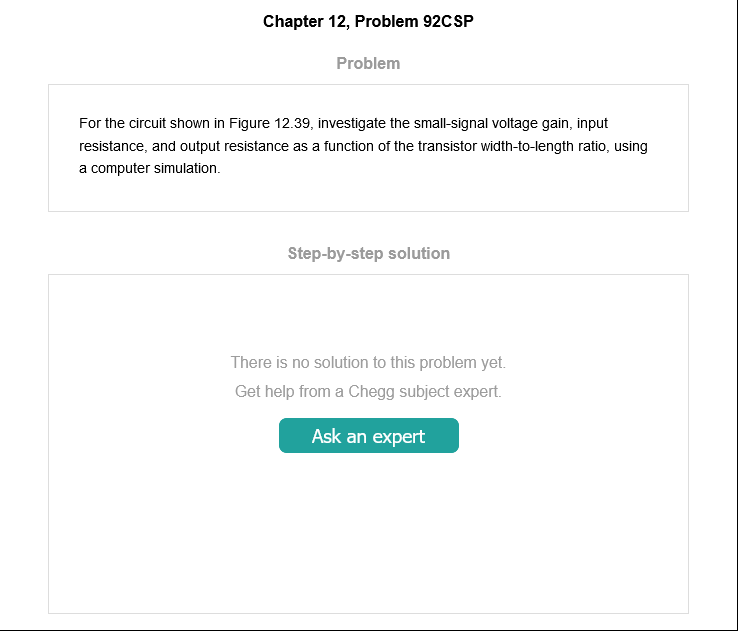 Chapter 12, Problem 92CSP
Problem
For the circuit shown in Figure 12.39, investigate the small-signal voltage gain, input
resistance, and output resistance as a function of the transistor width-to-length ratio, using
a computer simulation.
Step-by-step solution
There is no solution to this problem yet.
Get help from a Chegg subject expert.
Ask an expert